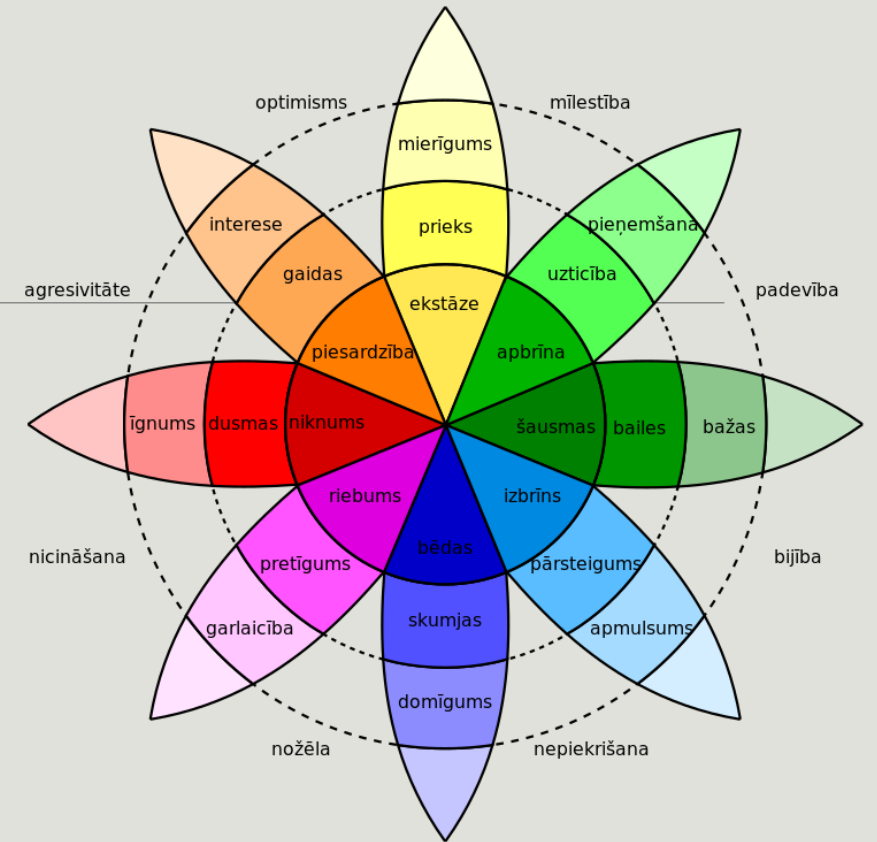 optimisms
mīlestība
mierīgums
interese
prieks
pieņemšana
gaidas
uzticība
agresivitāte
padevība
ekstāze
piesardzība
apbrīna
īgnums
dusmas
niknums
šausmas
bailes
bažas
riebums
izbrīns
bēdas
nicināšana
pretīgums
pārsteigums
bijība
garlaicība
skumjas
apmulsums
domīgums
nožēla
nepiekrišana